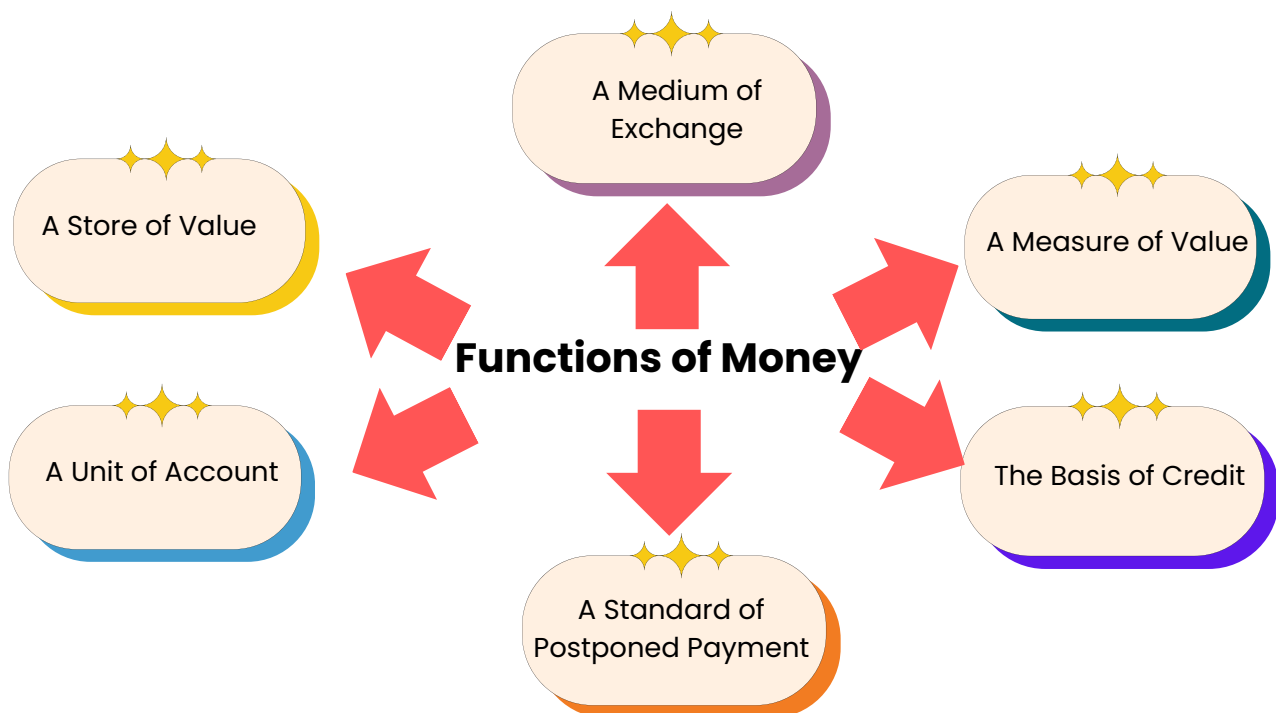 A Medium of
Exchange
A Store of Value
A Measure of Value
Functions of Money
A Unit of Account
The Basis of Credit
A Standard of
Postponed Payment